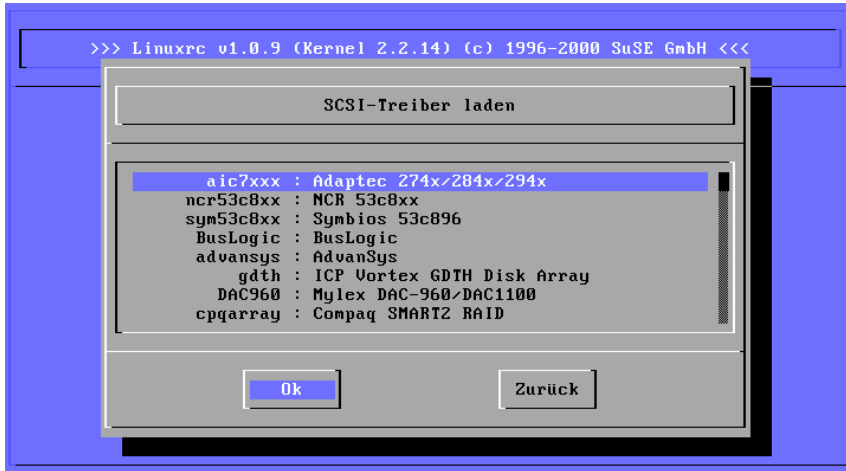 >>> Linuxrc v1.0.9 (Kernel 2.2.14) (c) 1996-2000 SuSE GmbH <<<
SCSI-Treiber laden
aic7xxx : Adaptec 274x/284x/294x
ncr53c8xx : NCR 53c8xx
sym53c8xx : Symbios 53c896
BusLogic : BusLogic
advansys : AdvanSys
gdth : ICP Vortex GDTH Disk Array
DAC960 : Mylex DAC-960/DAC1100
cpqarray : Compaq SMART2 RAID
Ok Zurück